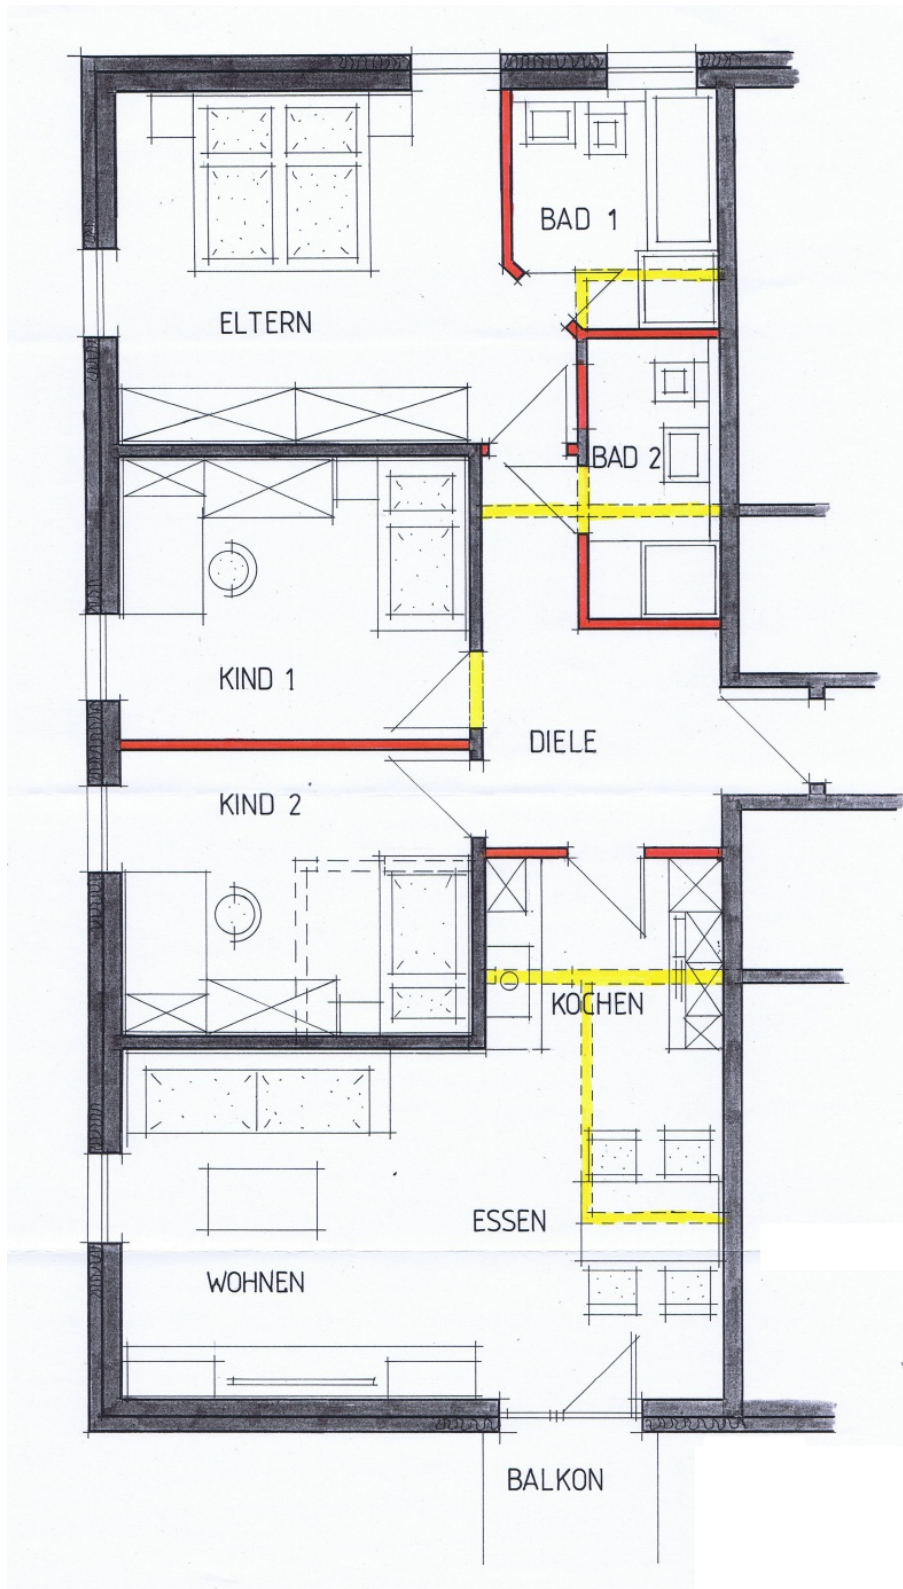 BAD 1
ELTERN
BAD 2
KIND 1
DIELE
KIND 2
KOCHEN
ESSEN
WOHNEN
BALKON